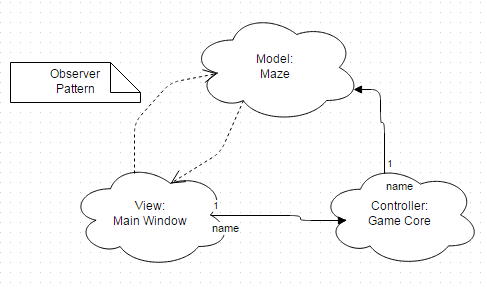 Model:
Maze
Observer
Pattern
1
name
View:
Main Window
1
name
Controller:
Game Core